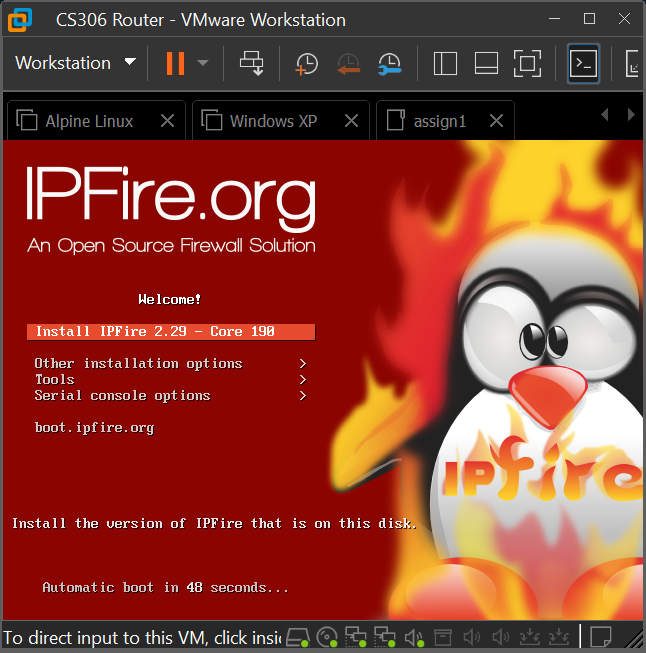 CS306 Router - VMware Workstation
Workstation
Alpine Linux
Windows XP
assign1
IPFire.org
An Open Source Firewall Solution
Welcome!
Install IPFire 2.29 - Core 190
Other installation options >
Tools >
Serial console options >
boot.ipfire.org
IPFire
Install the version of IPFire that is on this disk.
Automatic boot in 48 seconds...
To direct input to this VM, click insid